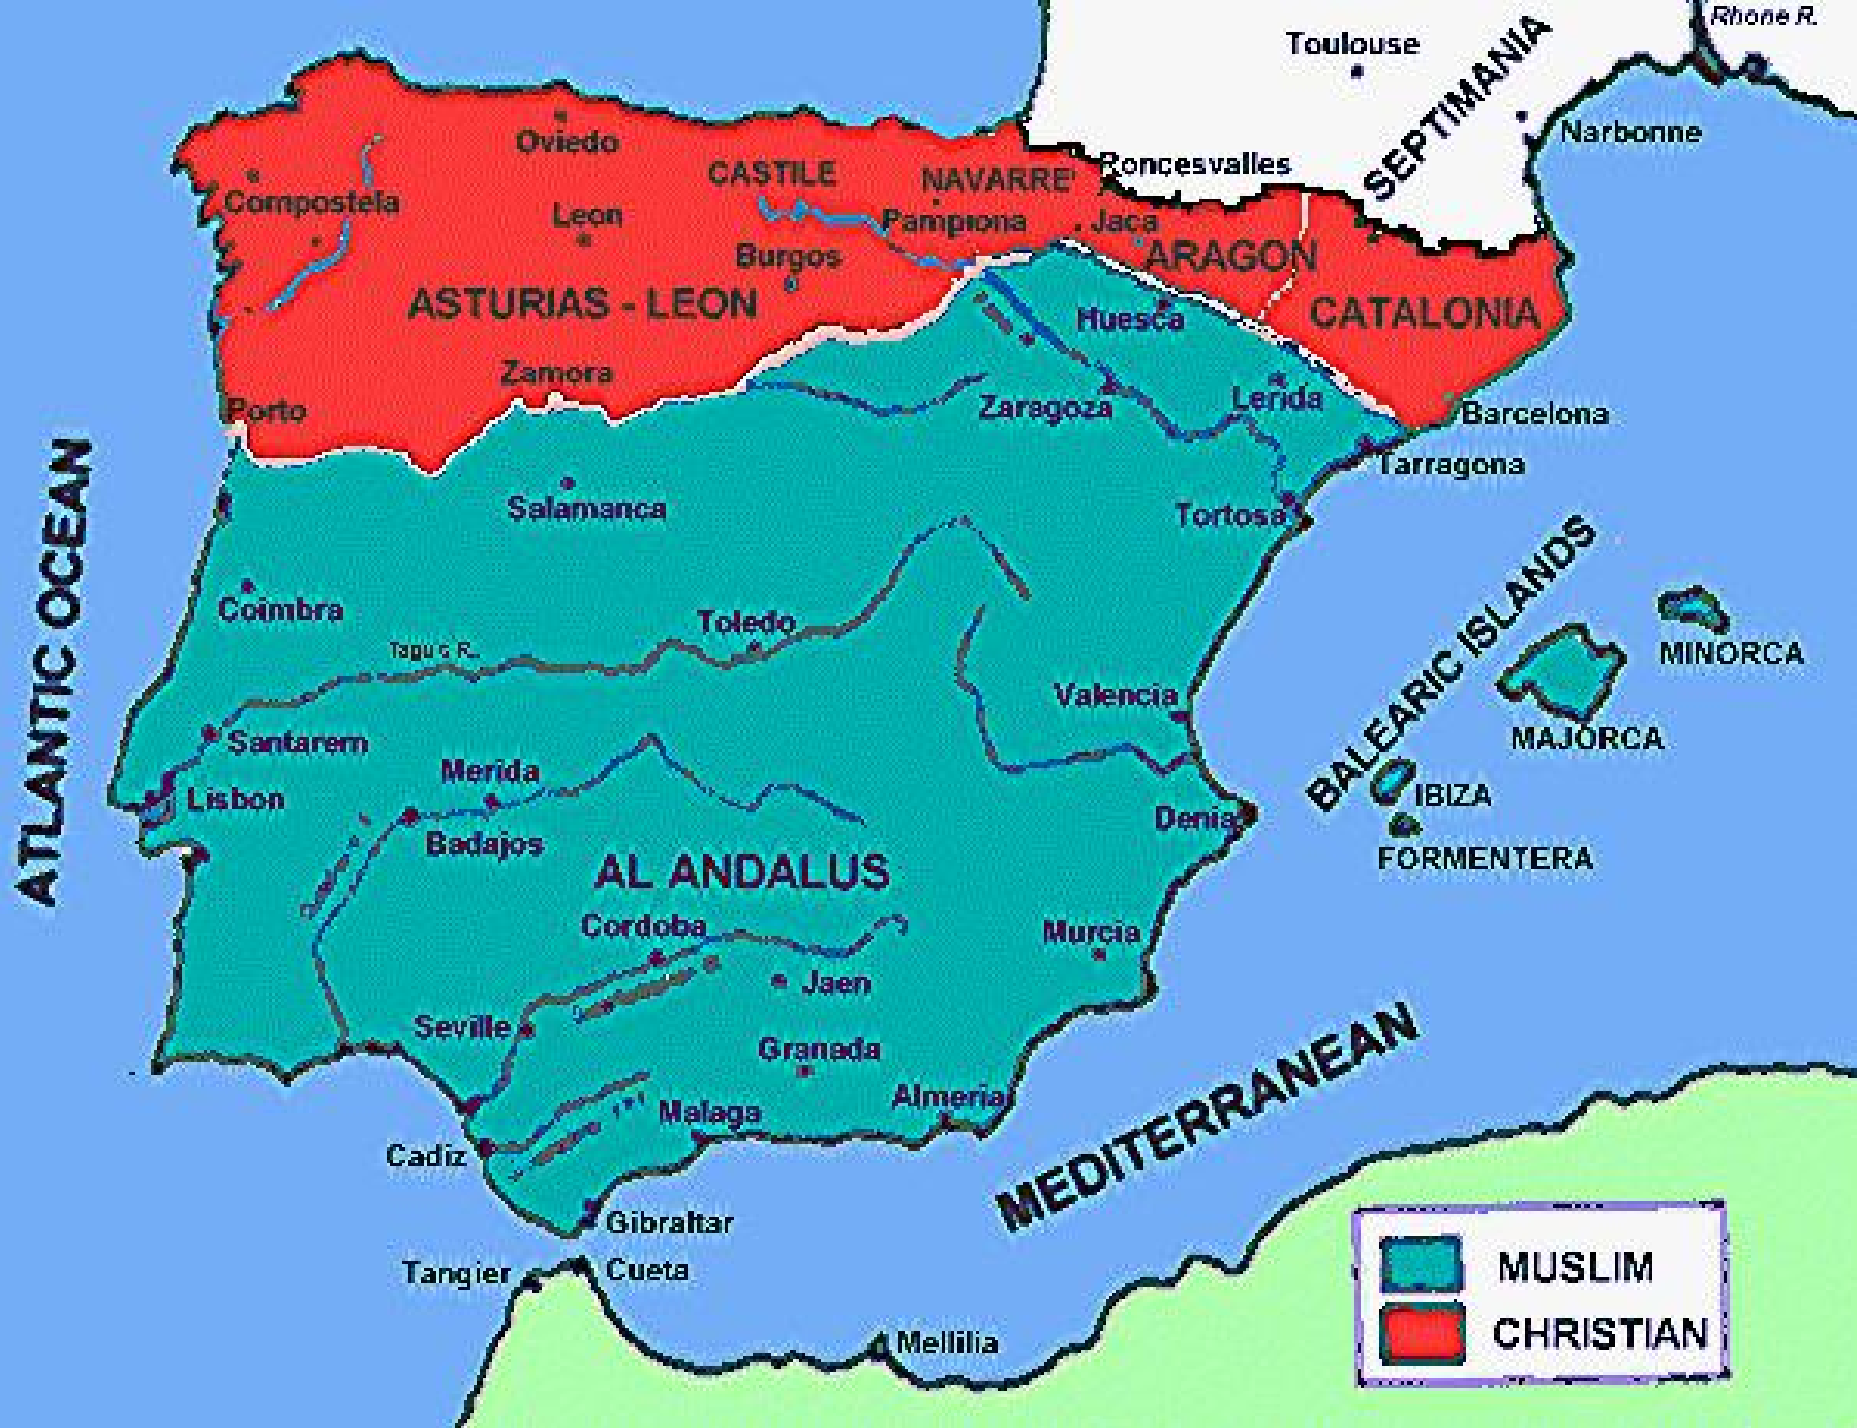 Rhone R.
Toulouse
SEPTIMANIA
Narbonne
Oviedo
CASTILE
NAVARRE
Roncesvalles
Compostela
Leon
Pampiona
Jaca
Burgos
ARAGON
ASTURIAS - LEON
CATALONIA
Huesca
Zamora
Porto
Zaragoza
Lerida
Barcelona
Tarragona
Salamanca
Tortosa
ATLANTIC OCEAN
Coimbra
Toledo
Tagus R.
BALEARIC ISLANDS
MINORCA
Valencia
MAJORCA
Santarem
Merida
Lisbon
IBIZA
Denia
Badajos
FORMENTERA
AL ANDALUS
Cordoba
Murcia
Jaen
Seville
Granada
Almeria
Malaga
MEDITERRANEAN
Cadiz
Gibraltar
Tangier
Cueta
Mellilia
MUSLIM
CHRISTIAN